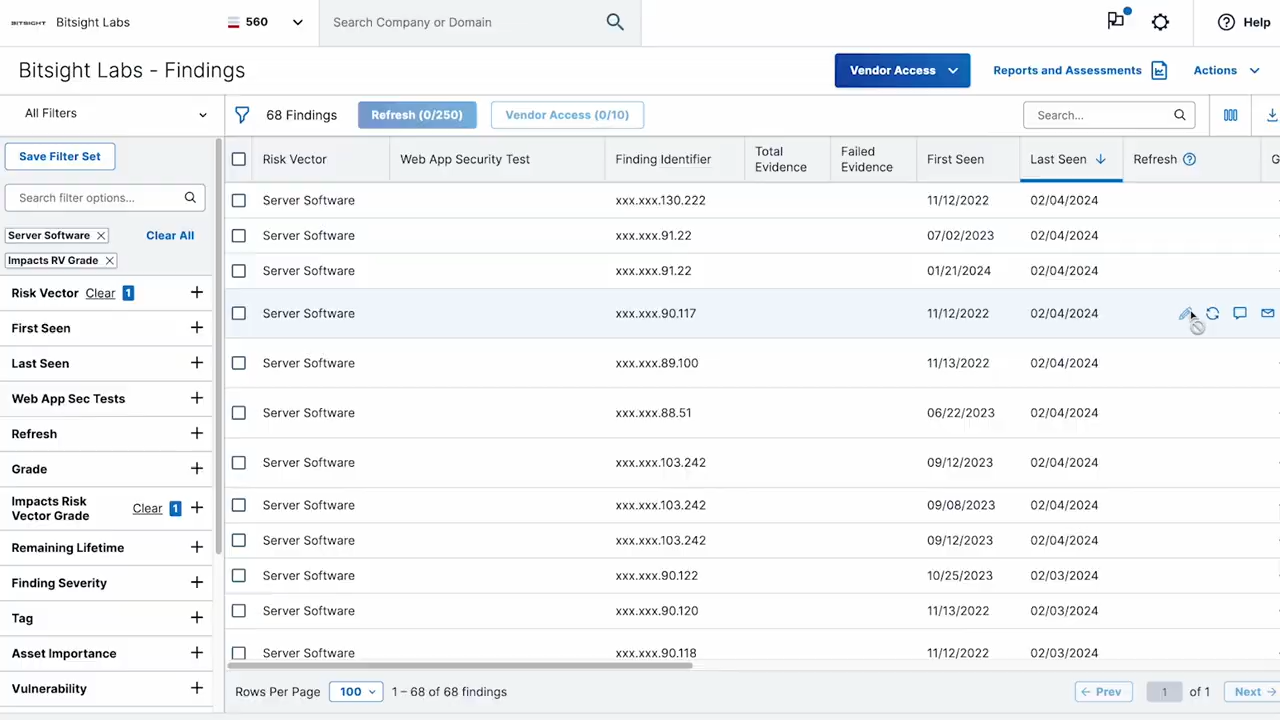 BITSIGHT Bitsight Labs 560 Search Company or Domain Help
Bitsight Labs - Findings Vendor Access Reports and Assessments Actions
All Filters 68 Findings Refresh (0/250) Vendor Access (0/10) Search...
Save Filter Set
Search filter options...
Server Software Clear All
Impacts RV Grade
Risk Vector Clear 1
First Seen
Last Seen
Web App Sec Tests
Refresh
Grade
Impacts Risk
Vector Grade Clear 1
Remaining Lifetime
Finding Severity
Tag
Asset Importance
Vulnerability
Risk Vector Web App Security Test Finding Identifier Total Evidence Failed Evidence First Seen Last Seen Refresh G
Server Software xxx.xxx.130.222 11/12/2022 02/04/2024
Server Software xxx.xxx.91.22 07/02/2023 02/04/2024
Server Software xxx.xxx.91.22 01/21/2024 02/04/2024
Server Software xxx.xxx.90.117 11/12/2022 02/04/2024
Server Software xxx.xxx.89.100 11/13/2022 02/04/2024
Server Software xxx.xxx.88.51 06/22/2023 02/04/2024
Server Software xxx.xxx.103.242 09/12/2023 02/04/2024
Server Software xxx.xxx.103.242 09/08/2023 02/04/2024
Server Software xxx.xxx.103.242 09/12/2023 02/04/2024
Server Software xxx.xxx.90.122 10/25/2023 02/03/2024
Server Software xxx.xxx.90.120 11/13/2022 02/03/2024
Server Software xxx.xxx.90.118 11/12/2022 02/03/2024
Rows Per Page 100 1 – 68 of 68 findings Prev 1 of 1 Next